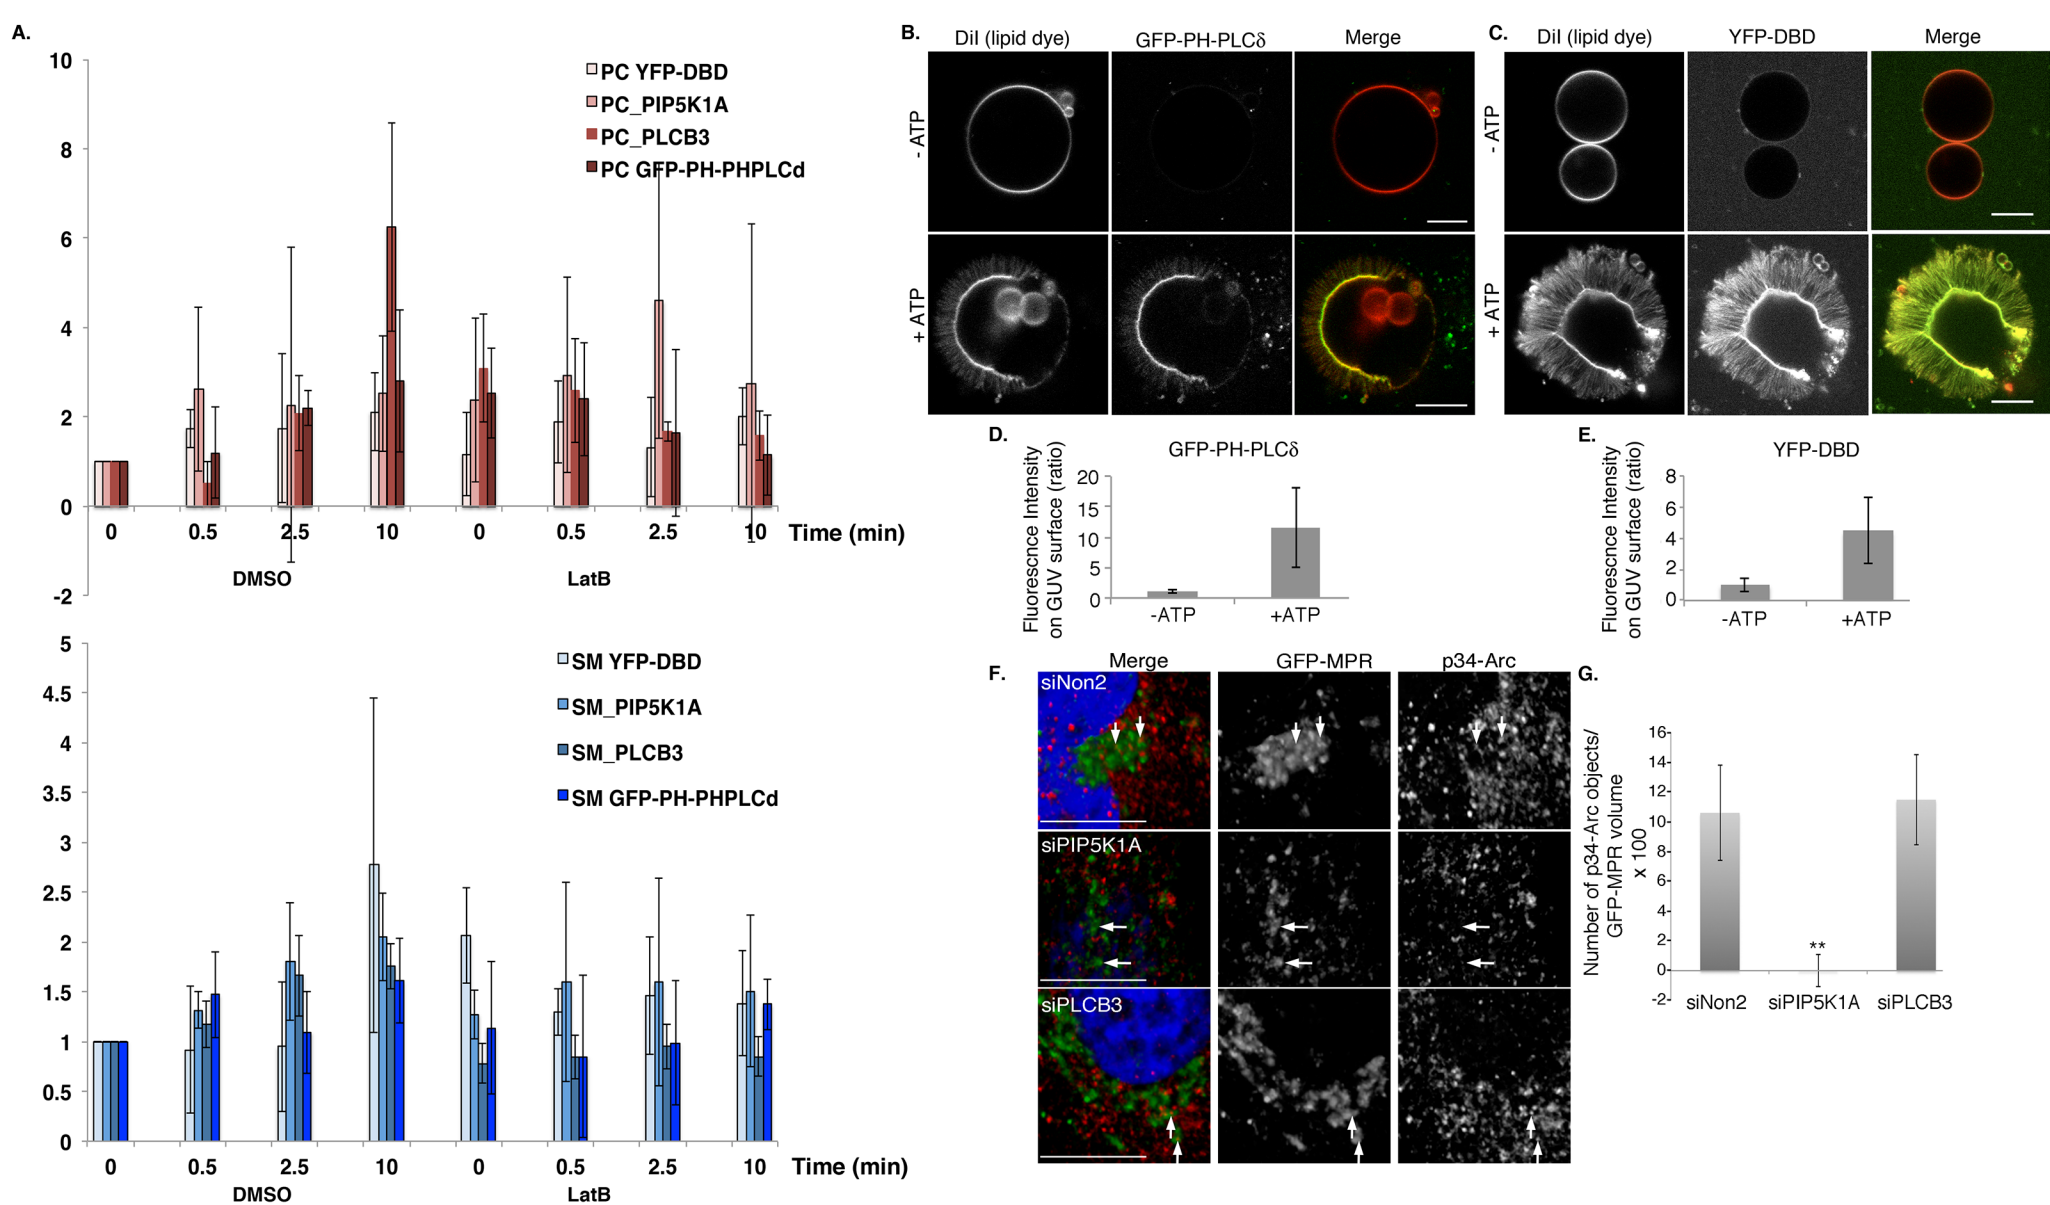 A.
10
8
6
4
2
0
-2
PC YFP-DBD
PC_PIP5K1A
PC_PLCB3
PC GFP-PH-PHPLCd
0 0.5 2.5 10 0 0.5 2.5 10 Time (min)
DMSO LatB
5
4.5
4
3.5
3
2.5
2
1.5
1
0.5
0
SM YFP-DBD
SM_PIP5K1A
SM_PLCB3
SM GFP-PH-PHPLCd
0 0.5 2.5 10 0 0.5 2.5 10 Time (min)
DMSO LatB
B.
DiI (lipid dye) GFP-PH-PLCδ Merge
- ATP
+ ATP
C.
DiI (lipid dye) YFP-DBD Merge
- ATP
+ ATP
D.
GFP-PH-PLCδ
Fluorescnce Intensity
on GUV surface (ratio)
20
15
10
5
0
-ATP +ATP
E.
YFP-DBD
Fluorescnce Intensity
on GUV surface (ratio)
8
6
4
2
0
-ATP +ATP
F.
Merge GFP-MPR p34-Arc
siNon2
siPIP5K1A
siPLCB3
G.
Number of p34-Arc objects/
GFP-MPR volume
x 100
16
14
12
10
8
6
4
2
0
-2
**
siNon2 siPIP5K1A siPLCB3